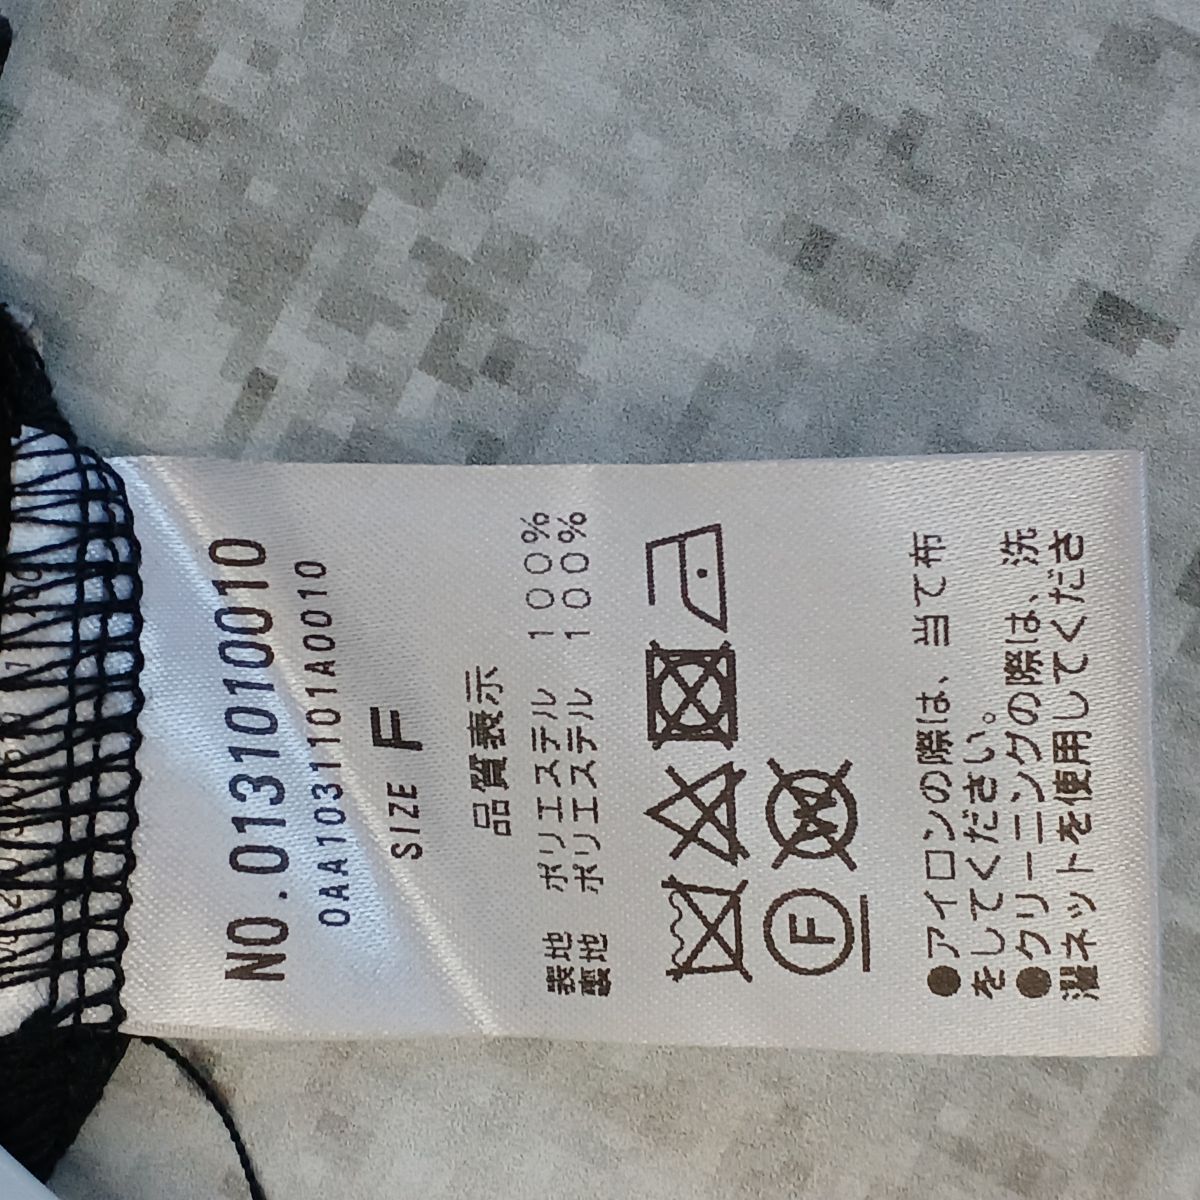 NO.0131010010
0AA1031101A0010
SIZE F
品質表示
表地 ポリエステル 100%
裏地 ポリエステル 100%
W
F
●アイロンの際は、当て布
をしてください。
●クリーニングの際は、洗
濯ネットを使用してくださ